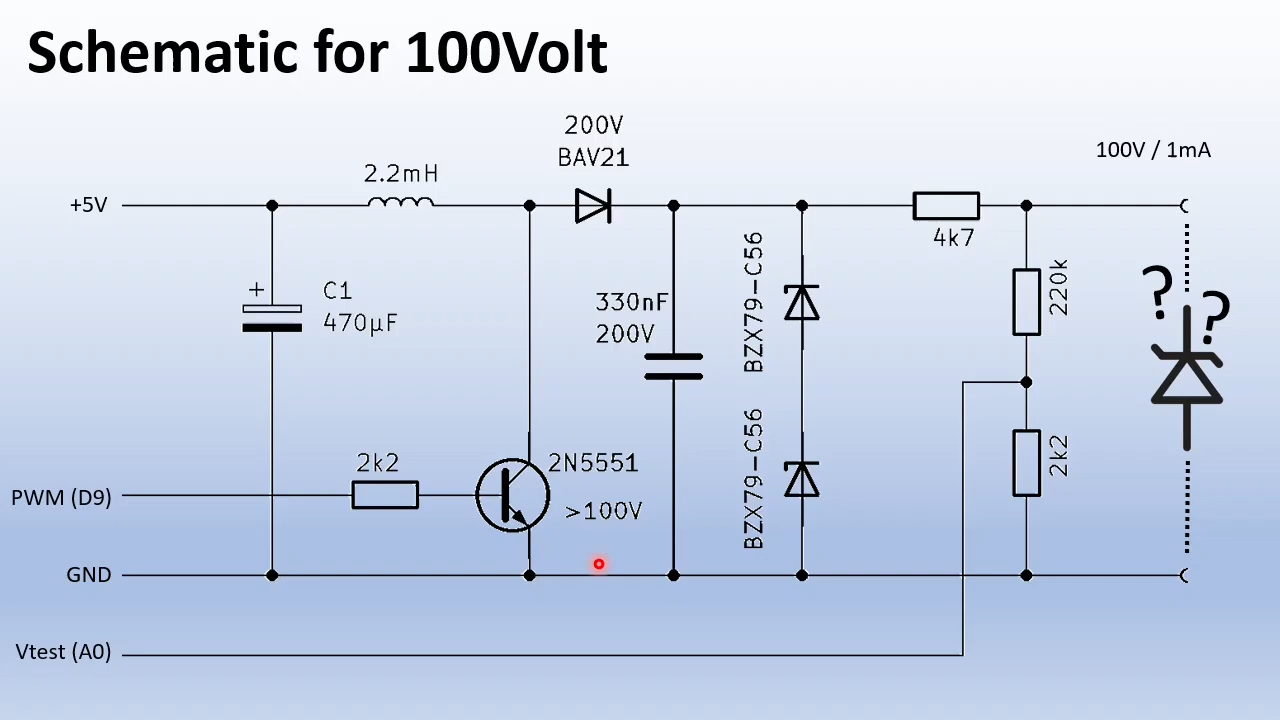 Schematic for 100Volt
200V
BAV21
100V / 1mA
2.2mH
+5V
4k7
+
C1
470µF
330nF
200V
BZX79-C56
220k
?
?
2k2
2N5551
BZX79-C56
2k2
PWM (D9)
>100V
GND
Vtest (A0)